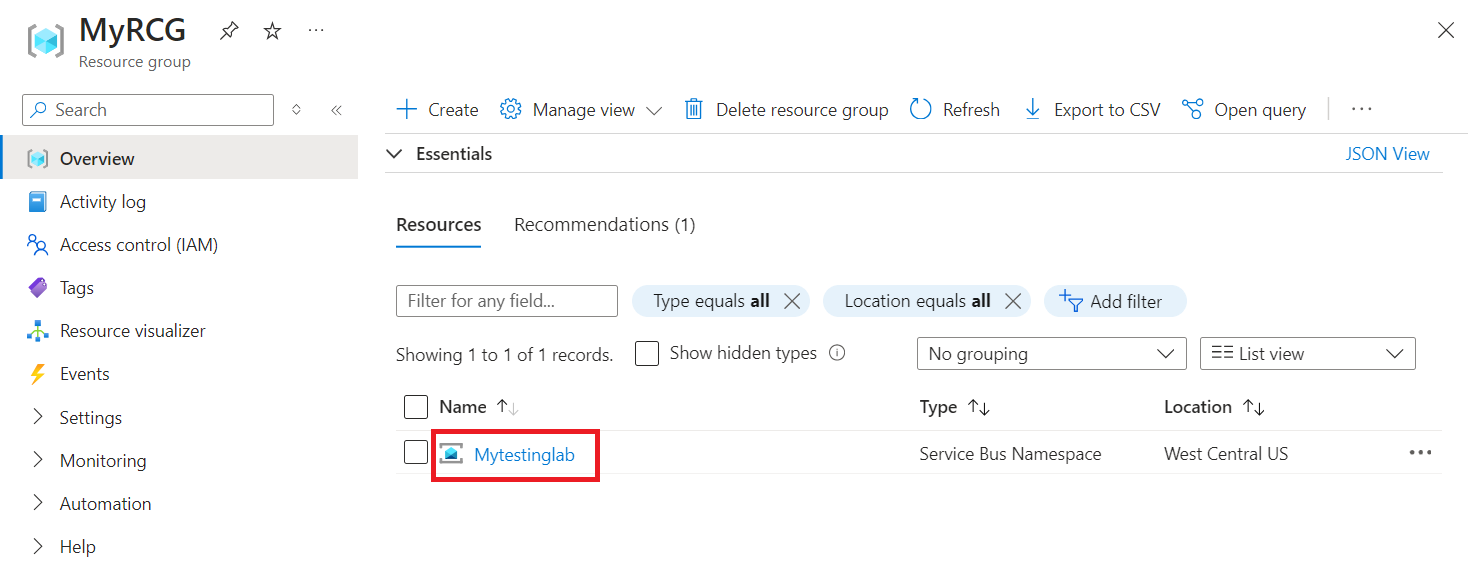 MyRCG
Resource group
Search
Overview
Activity log
Access control (IAM)
Tags
Resource visualizer
Events
Settings
Monitoring
Automation
Help
Create Manage view Delete resource group Refresh Export to CSV Open query
Essentials JSON View
Resources Recommendations (1)
Filter for any field... Type equals all Location equals all Add filter
Showing 1 to 1 of 1 records. Show hidden types No grouping List view
Name Type Location
Mytestinglab Service Bus Namespace West Central US